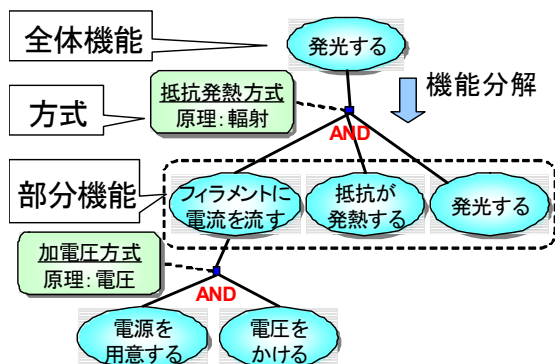 全体機能
発光する
機能分解
抵抗発熱方式
原理：輻射
方式
AND
部分機能
フィラメントに
電流を流す
抵抗が
発熱する
発光する
加電圧方式
原理：電圧
AND
電源を
用意する
電圧を
かける